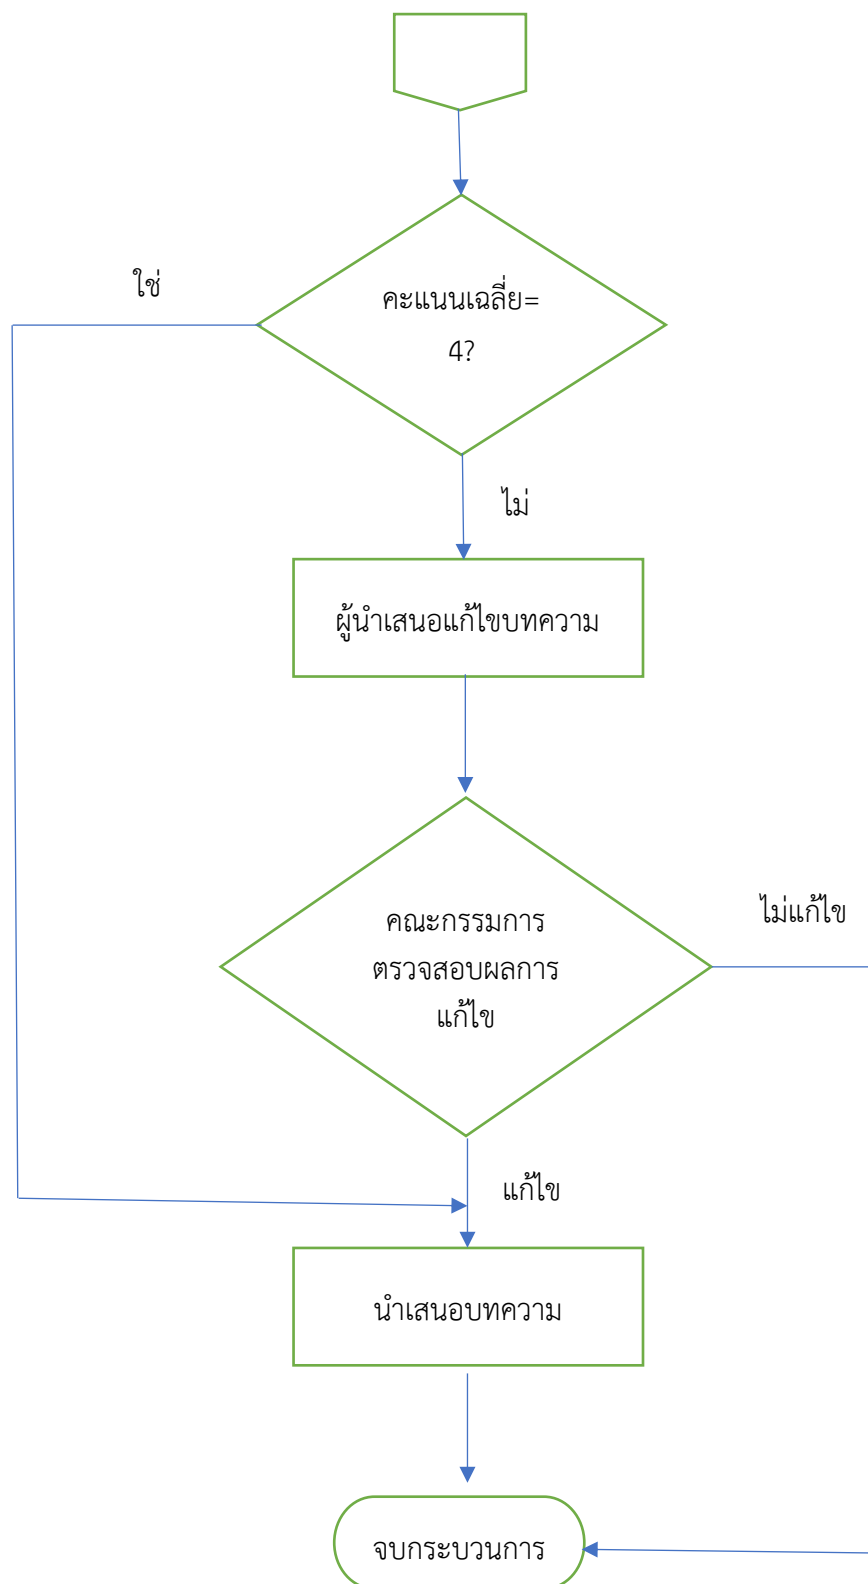 ใช่
คะแนนเฉลี่ย=
4?
ไม่
ผู้นำเสนอแก้ไขบทความ
ไม่แก้ไข
คณะกรรมการ
ตรวจสอบผลการ
แก้ไข
แก้ไข
นำเสนอบทความ
จบกระบวนการ